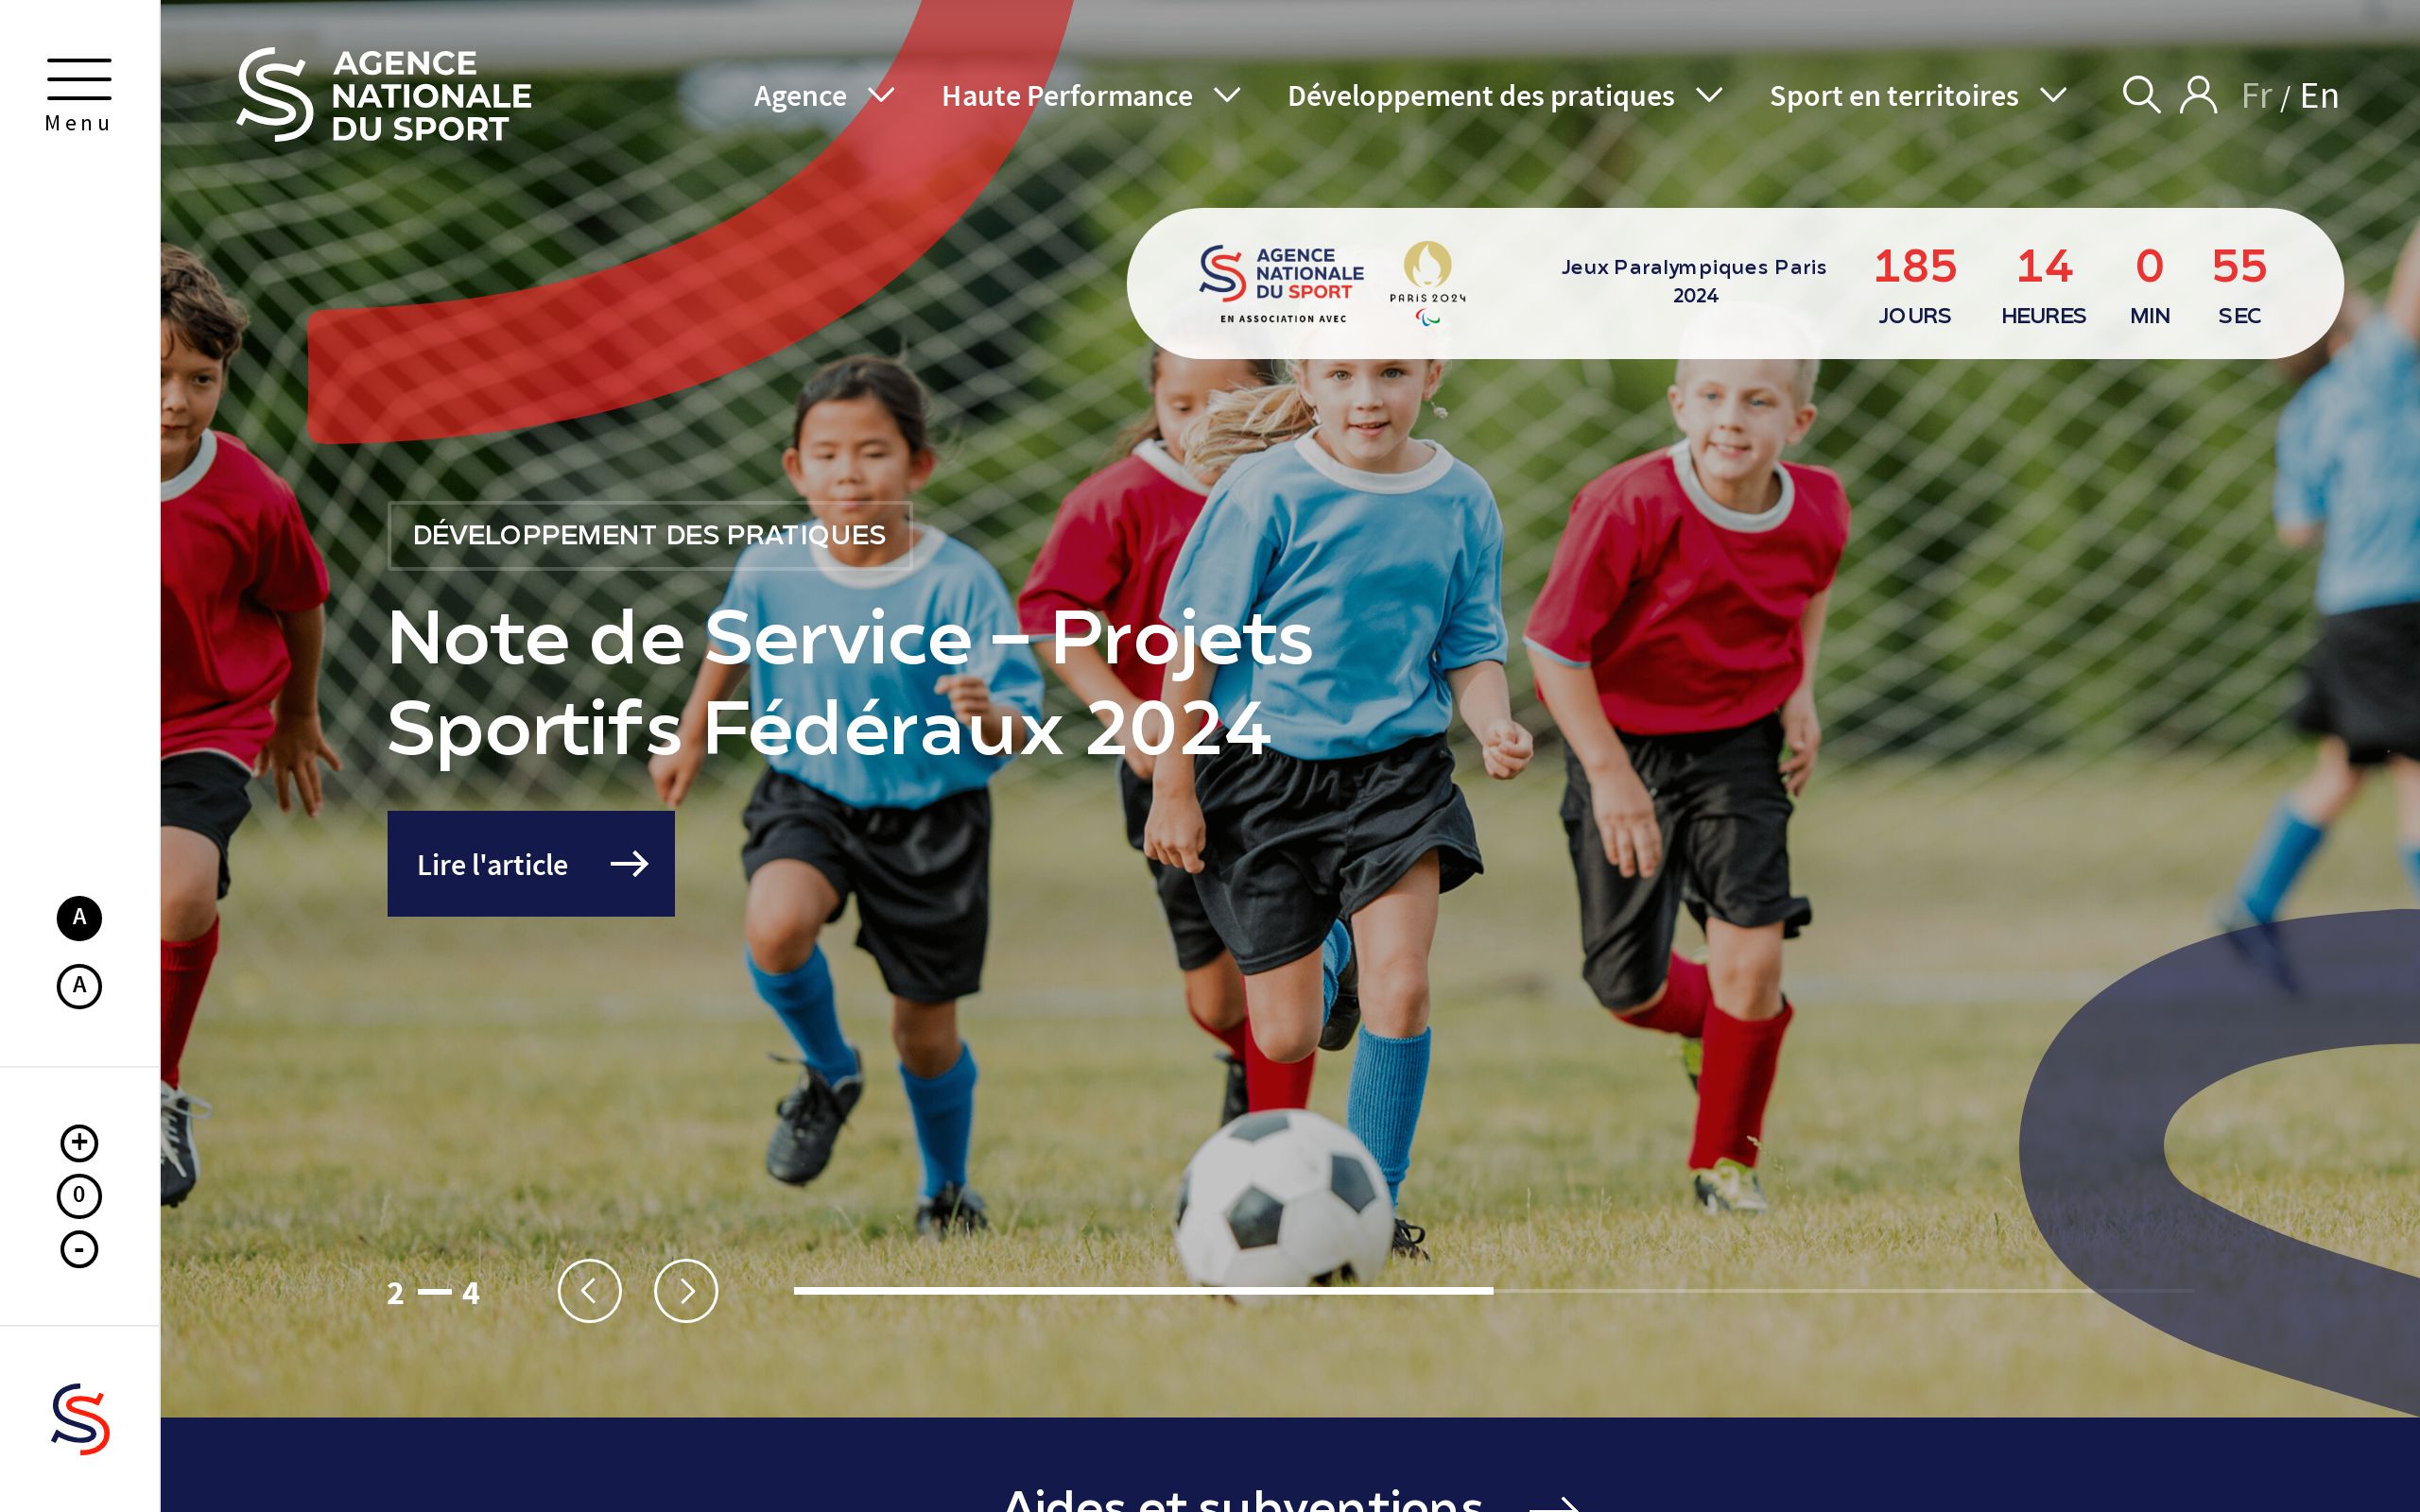 Menu
AGENCE
NATIONALE
DU SPORT
Agence
Haute Performance
Développement des pratiques
Sport en territoires
Fr / En
AGENCE
NATIONALE
DU SPORT
EN ASSOCIATION AVEC
PARIS 2024
Jeux Paralympiques Paris
2024
185
JOURS
14
HEURES
0
MIN
55
SEC
DÉVELOPPEMENT DES PRATIQUES
Note de Service – Projets
Sportifs Fédéraux 2024
Lire l'article
A
A
+
0
-
2 — 4
Aides et subventions